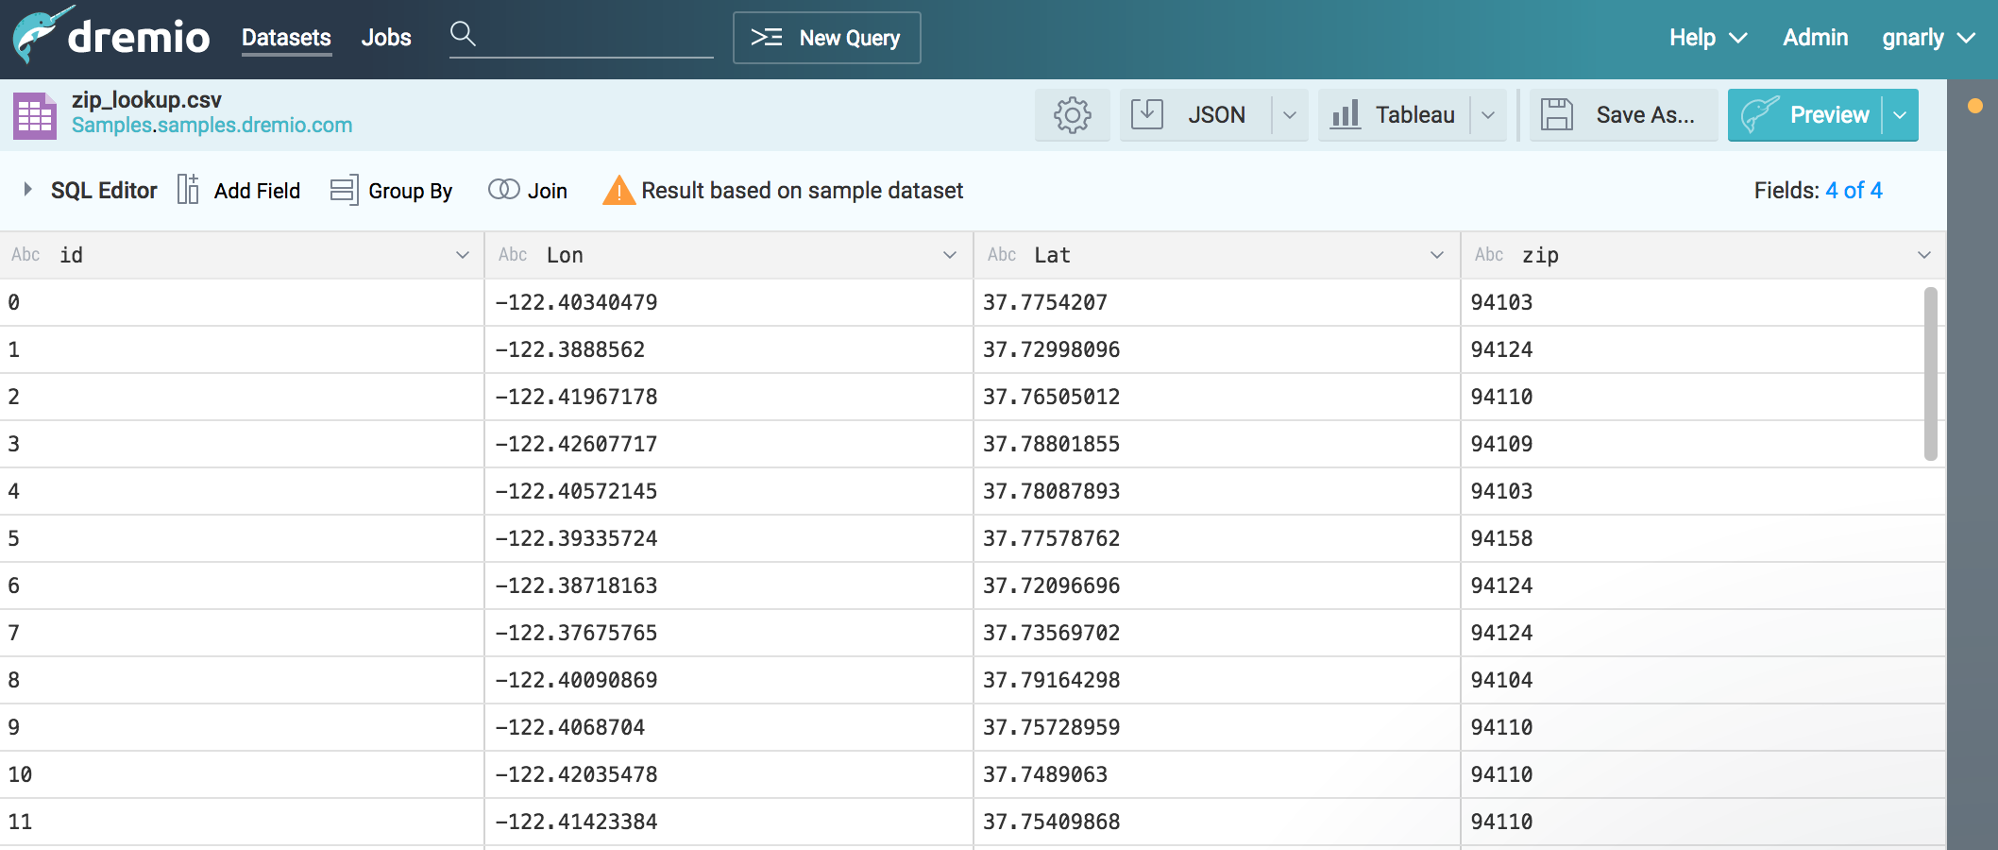 dremio Datasets Jobs New Query Help Admin gnarly
zip_lookup.csv
Samples.samples.dremio.com
JSON Tableau Save As... Preview
SQL Editor Add Field Group By Join Result based on sample dataset Fields: 4 of 4
Abc id Abc Lon Abc Lat Abc zip
0 -122.40340479 37.7754207 94103
1 -122.3888562 37.72998096 94124
2 -122.41967178 37.76505012 94110
3 -122.42607717 37.78801855 94109
4 -122.40572145 37.78087893 94103
5 -122.39335724 37.77578762 94158
6 -122.38718163 37.72096696 94124
7 -122.37675765 37.73569702 94124
8 -122.40090869 37.79164298 94104
9 -122.4068704 37.75728959 94110
10 -122.42035478 37.7489063 94110
11 -122.41423384 37.75409868 94110